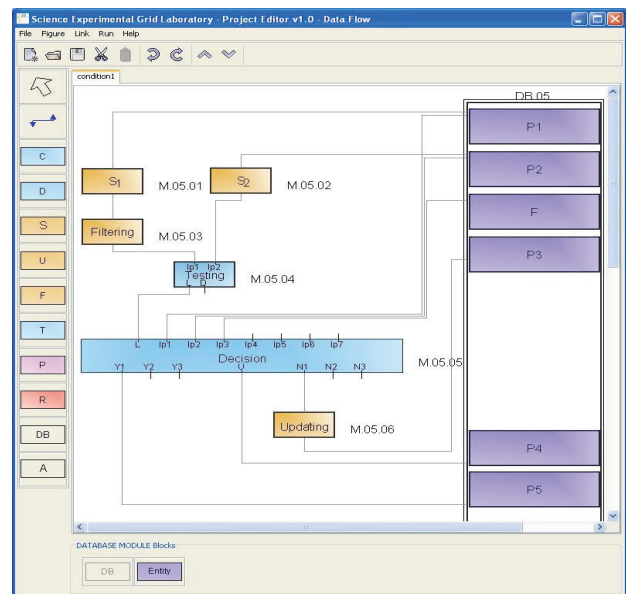 Science Experimental Grid Laboratory - Project Editor v1.0 - Data Flow
File Figure Link Run Help
condition1
C
D
S
U
F
T
P
R
DB
A
DB.05
P1
P2
F
P3
P4
P5
S1 M.05.01
S2 M.05.02
Filtering M.05.03
Ip1 Ip2
Testing
L D
M.05.04
L Ip1 Ip2 Ip3 Ip4 Ip5 Ip6 Ip7
Decision
Y1 Y2 Y3 U N1 N2 N3
M.05.05
Updating M.05.06
DATABASE MODULE Blocks
DB Entity